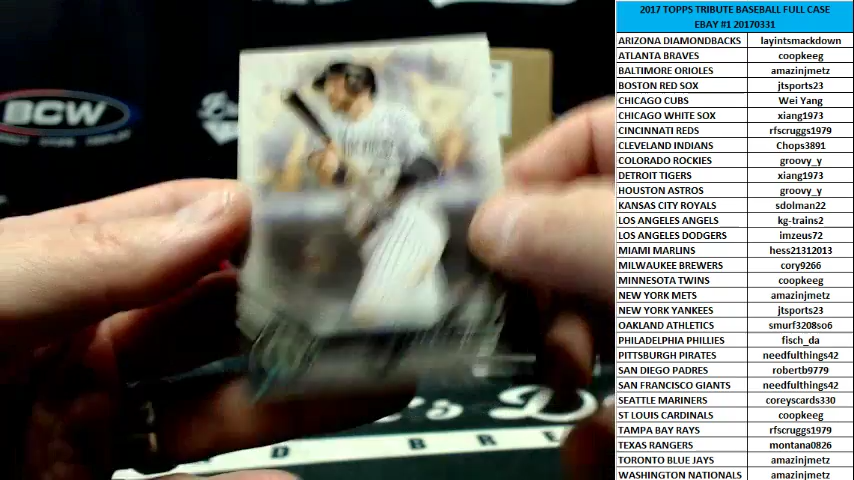 BCW
D BRE
2017 TOPPS TRIBUTE BASEBALL FULL CASE
EBAY #1 20170331
ARIZONA DIAMONDBACKS layintsmackdown
ATLANTA BRAVES coopkeeg
BALTIMORE ORIOLES amazinjmetz
BOSTON RED SOX jtsports23
CHICAGO CUBS Wei Yang
CHICAGO WHITE SOX xiang1973
CINCINNATI REDS rfscruggs1979
CLEVELAND INDIANS Chops3891
COLORADO ROCKIES groovy_y
DETROIT TIGERS xiang1973
HOUSTON ASTROS groovy_y
KANSAS CITY ROYALS sdolman22
LOS ANGELES ANGELS kg-trains2
LOS ANGELES DODGERS imzeus72
MIAMI MARLINS hess21312013
MILWAUKEE BREWERS cory9266
MINNESOTA TWINS coopkeeg
NEW YORK METS amazinjmetz
NEW YORK YANKEES jtsports23
OAKLAND ATHLETICS smurf3208so6
PHILADELPHIA PHILLIES fisch_da
PITTSBURGH PIRATES needfulthings42
SAN DIEGO PADRES robertb9779
SAN FRANCISCO GIANTS needfulthings42
SEATTLE MARINERS coreyscards330
ST LOUIS CARDINALS coopkeeg
TAMPA BAY RAYS rfscruggs1979
TEXAS RANGERS montana0826
TORONTO BLUE JAYS amazinjmetz
WASHINGTON NATIONALS amazinjmetz